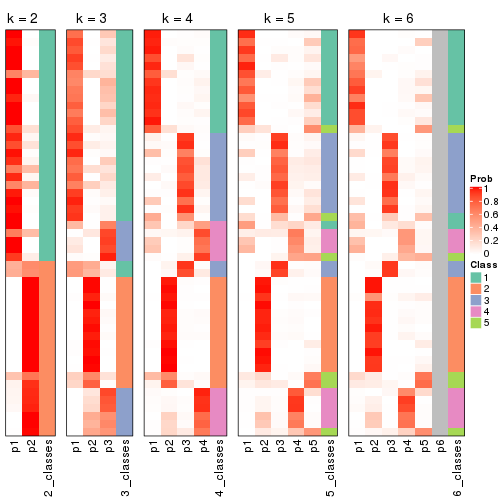 k = 2
k = 3
k = 4
k = 5
k = 6
Prob
1
0.8
0.6
0.4
0.2
0
Class
1
2
3
4
5
p1
p2
2_classes
p1
p2
p3
3_classes
p1
p2
p3
p4
4_classes
p1
p2
p3
p4
p5
5_classes
p1
p2
p3
p4
p5
p6
6_classes